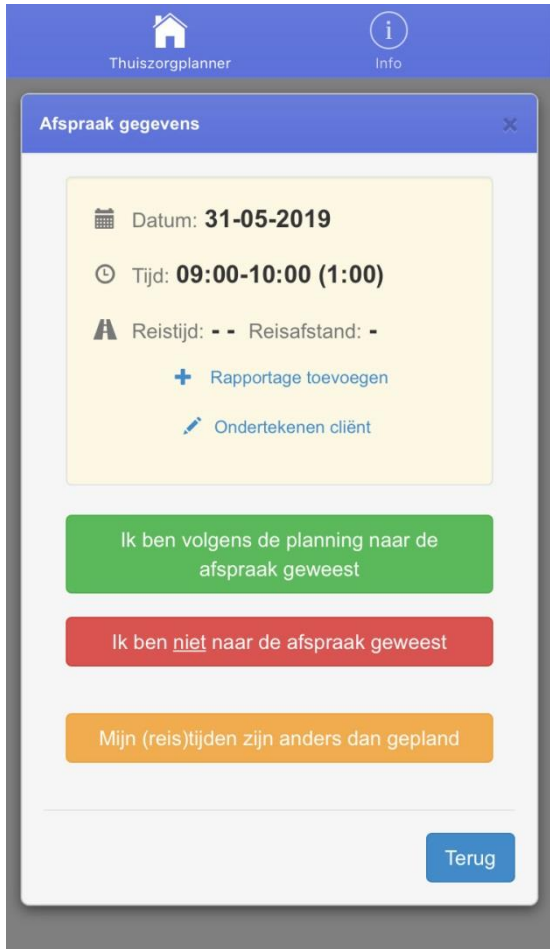 Thuiszorgplanner
Info
Afspraak gegevens
Datum: 31-05-2019
Tijd: 09:00-10:00 (1:00)
Reistijd: - - Reisafstand: -
Rapportage toevoegen
Ondertekenen cliënt
Ik ben volgens de planning naar de
afspraak geweest
Ik ben niet naar de afspraak geweest
Mijn (reis)tijden zijn anders dan gepland
Terug